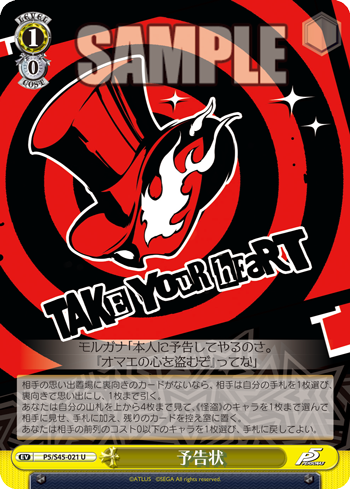 LEVEL
1
0
COST
SAMPLE
TAKE YOUR HEART
モルガナ「本人に予告してやるのさ。
『オマエの心を盗むぞ』ってな!」
相手の思い出置場に裏向きのカードがないなら、相手は自分の手札を1枚選び、
裏向きで思い出にし、1枚まで引く。
あなたは自分の山札を上から4枚まで見て、《怪盗》のキャラを1枚まで選んで
相手に見せ、手札に加え、残りのカードを控え室に置く。
あなたは相手の前列のコスト0以下のキャラを1枚選び、手札に戻してよい。
EV P5/S45-021 U
予告状
P5
©ATLUS ©SEGA All rights reserved.